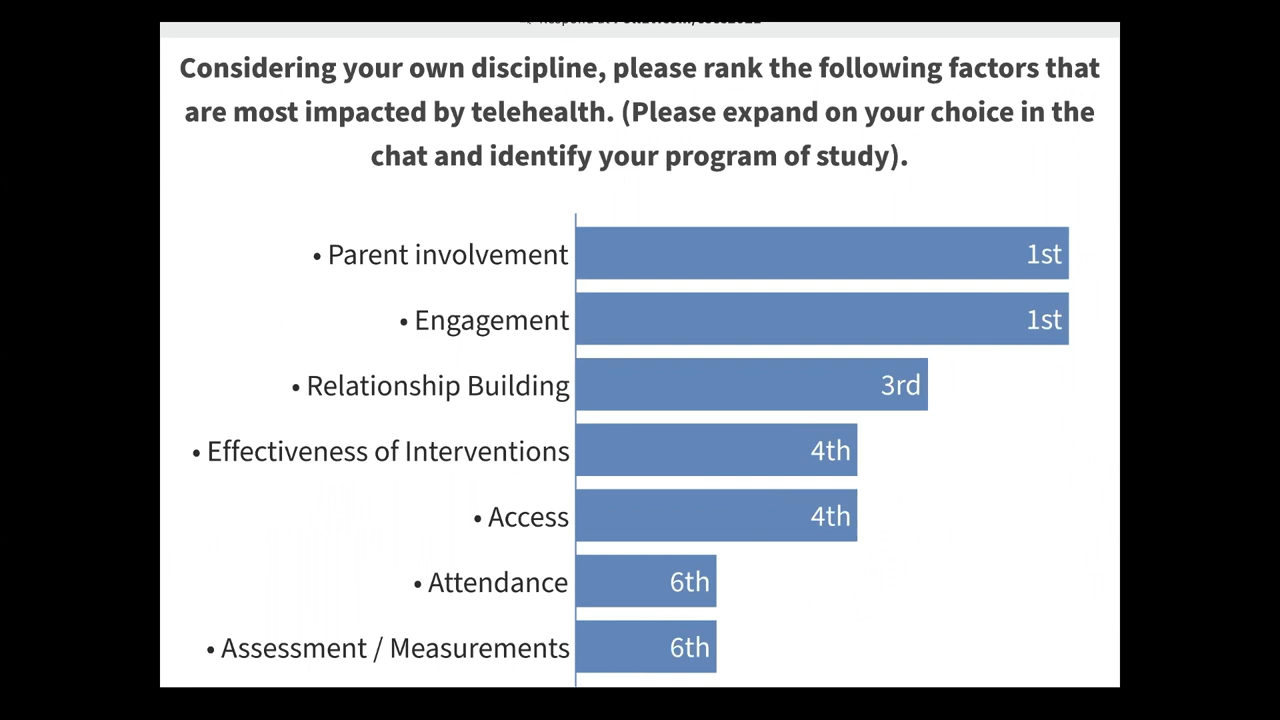 Considering your own discipline, please rank the following factors that
are most impacted by telehealth. (Please expand on your choice in the
chat and identify your program of study).
• Parent involvement 1st
• Engagement 1st
• Relationship Building 3rd
• Effectiveness of Interventions 4th
• Access 4th
• Attendance 6th
• Assessment / Measurements 6th